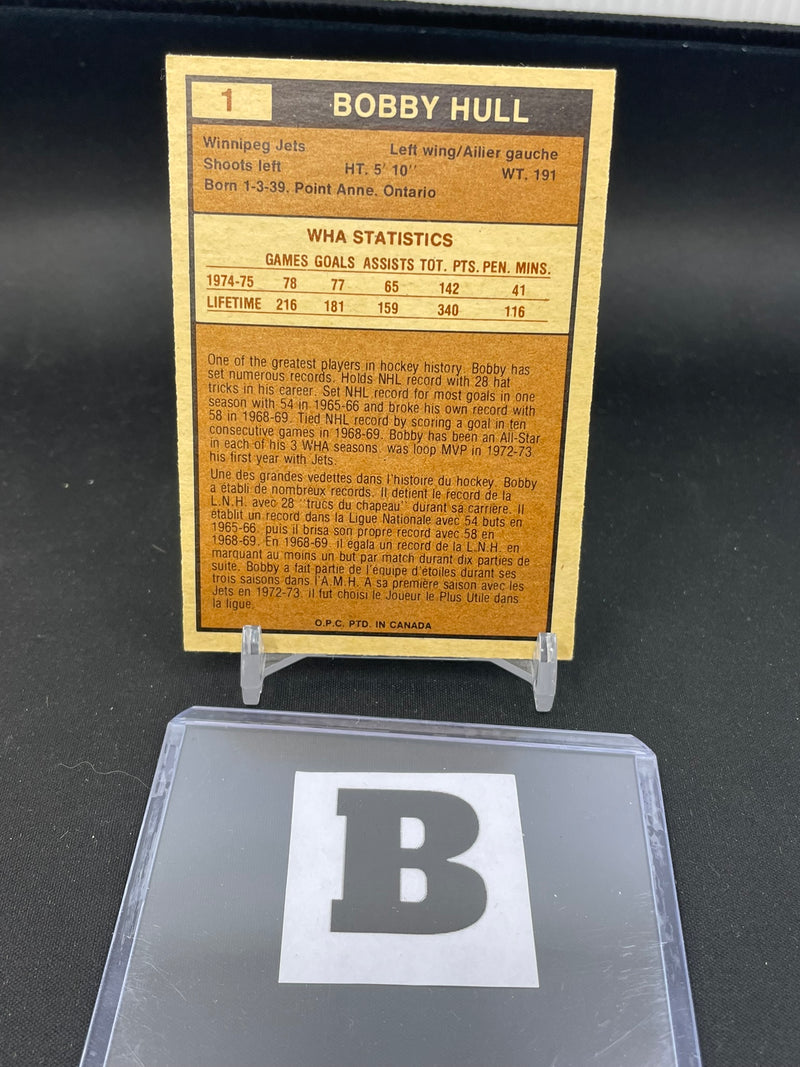 1 BOBBY HULL
Winnipeg Jets Left wing/Ailier gauche
Shoots left HT. 5' 10'' WT. 191
Born 1-3-39. Point Anne. Ontario
WHA STATISTICS
GAMES GOALS ASSISTS TOT. PTS. PEN. MINS.
1974-75 78 77 65 142 41
LIFETIME 216 181 159 340 116
One of the greatest players in hockey history. Bobby has
set numerous records. Holds NHL record with 28 hat
tricks in his career. Set NHL record for most goals in one
season with 54 in 1965-66 and broke his own record with
58 in 1968-69. Tied NHL record by scoring a goal in ten
consecutive games in 1968-69. Bobby has been an All-Star
in each of his 3 WHA seasons. was loop MVP in 1972-73
his first year with Jets.
Une des grandes vedettes dans l'histoire du hockey. Bobby
a établi de nombreux records. Il détient le record de la
L.N.H. avec 28 ''trucs du chapeau'' durant sa carrière. Il
établit un record dans la Ligue Nationale avec 54 buts en
1965-66. puis il brisa son propre record avec 58 en
1968-69. En 1968-69. il égala un record de la L.N.H. en
marquant au moins un but par match durant dix parties de
suite. Bobby a fait partie de l'équipe d'étoiles durant ses
trois saisons dans l'A.M.H. A sa première saison avec les
Jets en 1972-73. il fut choisi le Joueur le Plus Utile dans
la ligue.
O.P.C. PTD. IN CANADA
B